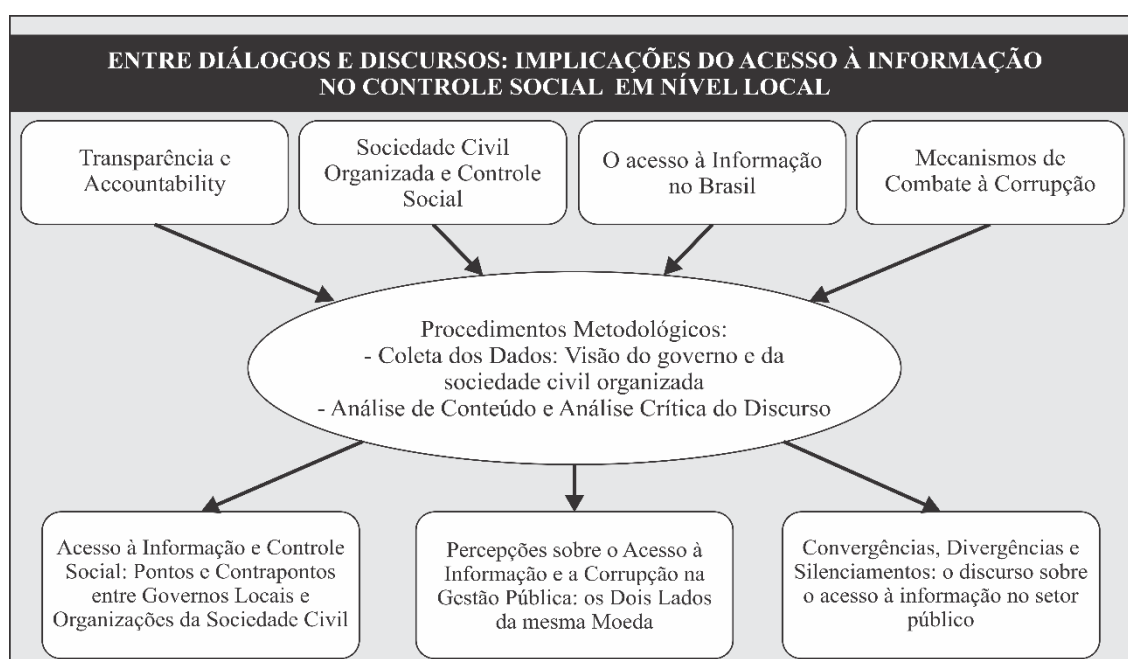 ENTRE DIÁLOGOS E DISCURSOS: IMPLICAÇÕES DO ACESSO À INFORMAÇÃO
NO CONTROLE SOCIAL EM NÍVEL LOCAL
Transparência e
Accountability
Sociedade Civil
Organizada e Controle
Social
O acesso à Informação
no Brasil
Mecanismos de
Combate à Corrupção
Procedimentos Metodológicos:
- Coleta dos Dados: Visão do governo e da
sociedade civil organizada
- Análise de Conteúdo e Análise Crítica do Discurso
Acesso à Informação e Controle
Social: Pontos e Contrapontos
entre Governos Locais e
Organizações da Sociedade Civil
Percepções sobre o Acesso à
Informação e a Corrupção na
Gestão Pública: os Dois Lados
da mesma Moeda
Convergências, Divergências e
Silenciamentos: o discurso sobre
o acesso à informação no setor
público